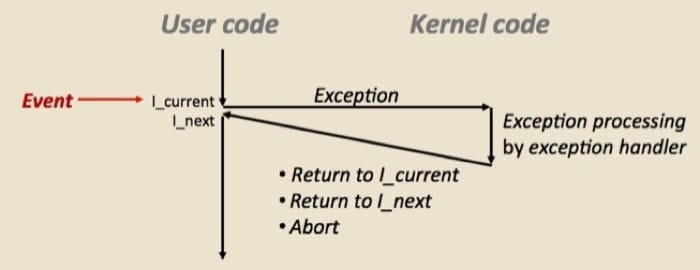 User code
Kernel code
Event
I_current
I_next
Exception
Exception processing
by exception handler
• Return to I_current
• Return to I_next
• Abort